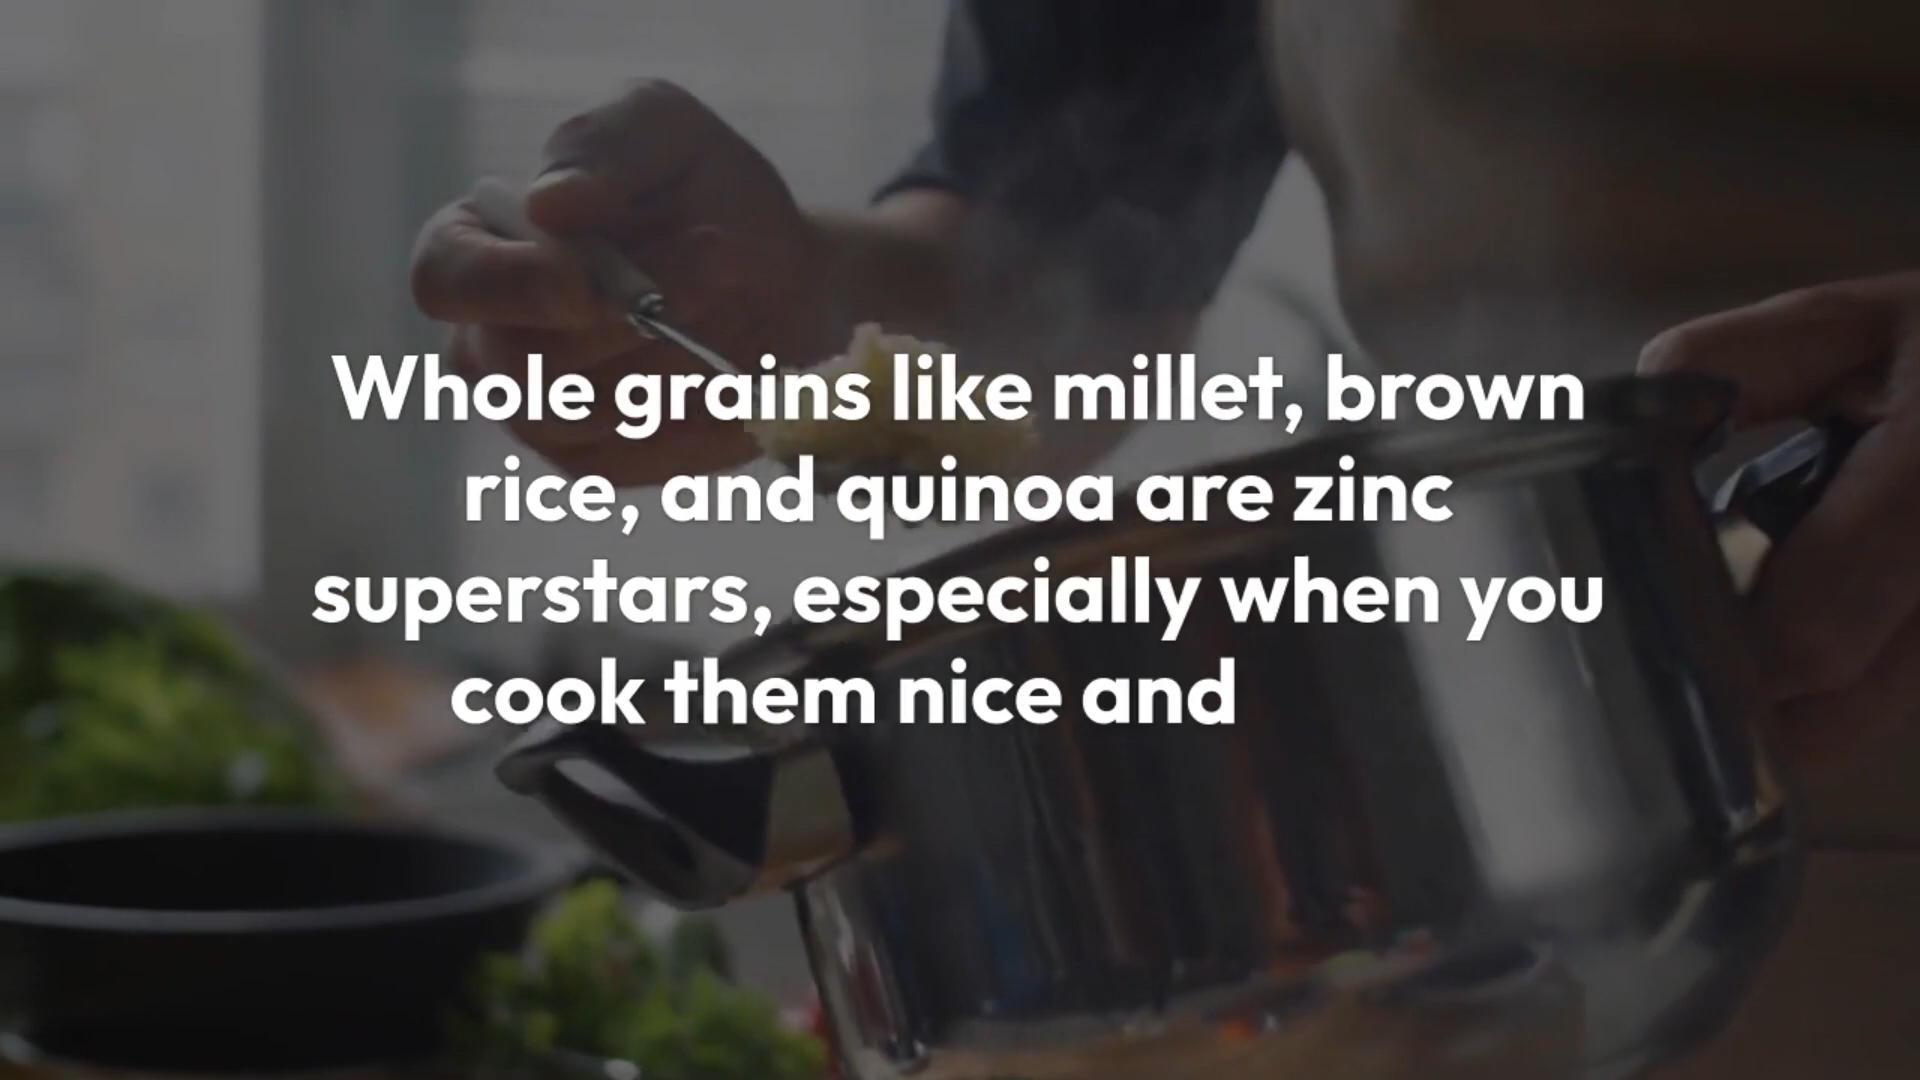 Whole grains like millet, brown
rice, and quinoa are zinc
superstars, especially when you
cook them nice and